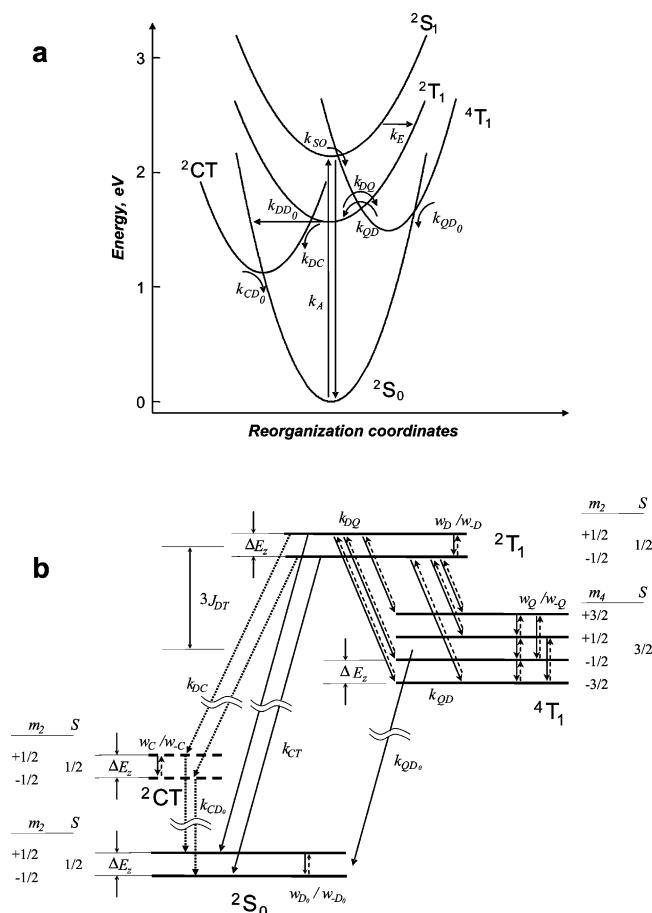 a
²S₁
3
²T₁
⁴T₁
k_E
k_SO
²CT
2
k_DQ
k_DD₀
k_QD
k_QD₀
k_DC
1
k_CD₀
k_A
²S₀
0
Energy, eV
Reorganization coordinates
b
k_DQ
w_D /w_-D
m₂ S
ΔE_z
²T₁
+1/2
-1/2
1/2
3J_DT
w_Q /w_-Q
m₄ S
+3/2
+1/2
3/2
-1/2
-3/2
ΔE_z
k_DC
k_QD
⁴T₁
m₂ S
w_C /w_-C
k_CT
k_QD₀
+1/2
1/2
-1/2
ΔE_z
²CT
k_CD₀
m₂ S
+1/2
1/2
-1/2
ΔE_z
²S₀
w_D₀ / w_-D₀